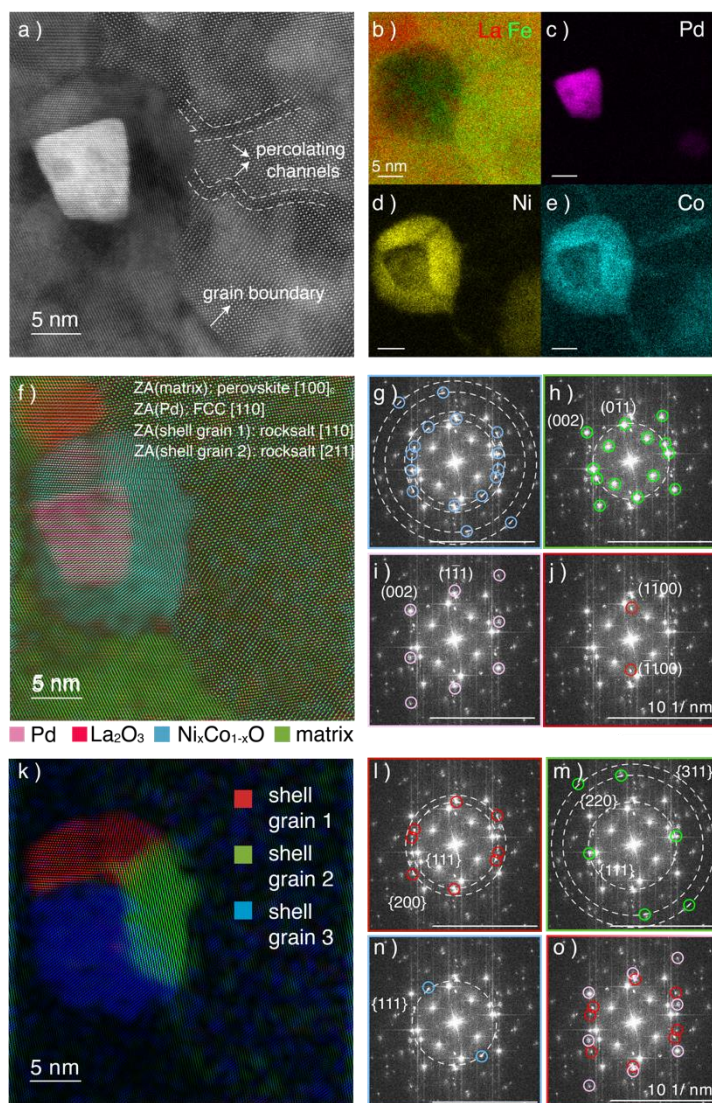 a )
percolating
channels
grain boundary
5 nm
b )
La Fe
5 nm
c )
Pd
d )
Ni
e )
Co
f )
ZA(matrix): perovskite [100]c
ZA(Pd): FCC [110]
ZA(shell grain 1): rocksalt [110]
ZA(shell grain 2): rocksalt [211]
5 nm
Pd
La₂O₃
NiₓCo₁₋ₓO
matrix
g )
h )
(002)
(011)
i )
(002)
(111)
j )
(1100)
(1100)
10 1/ nm
k )
shell
grain 1
shell
grain 2
shell
grain 3
5 nm
l )
{111}
{200}
m )
{311}
{220}
{111}
n )
{111}
o )
10 1/ nm